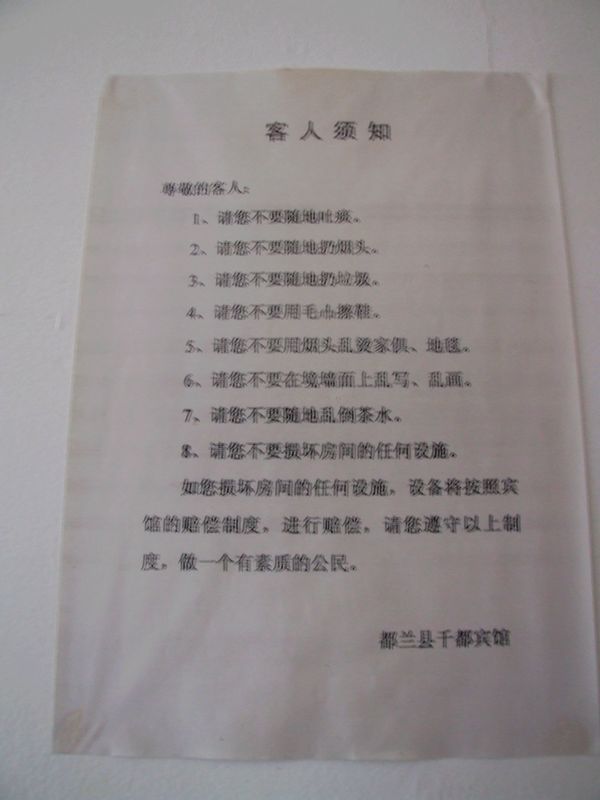 客人须知
尊敬的客人:
1、请您不要随地吐痰。
2、请您不要随地扔烟头。
3、请您不要随地扔垃圾。
4、请您不要用毛巾擦鞋。
5、请您不要用烟头乱烫家俱、地毯。
6、请您不要在境墙面上乱写、乱画。
7、请您不要随地乱倒茶水。
8、请您不要损坏房间的任何设施。
如您损坏房间的任何设施,设备将按照宾
馆的赔偿制度,进行赔偿,请您遵守以上制
度,做一个有素质的公民。
都兰县千都宾馆